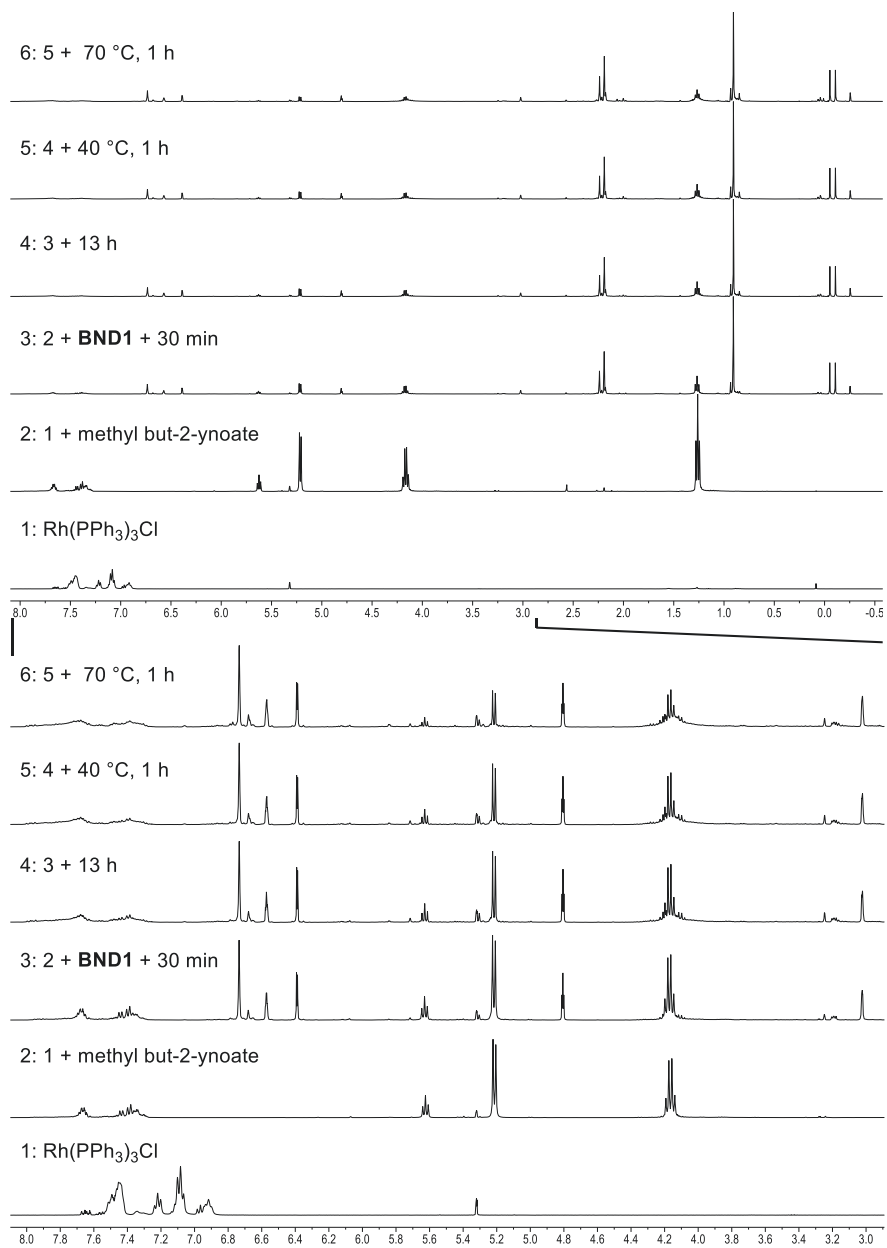 6: 5 +  70 °C, 1 h
5: 4 + 40 °C, 1 h
4: 3 + 13 h
3: 2 + BND1 + 30 min
2: 1 + methyl but-2-ynoate
1: Rh(PPh3)3Cl
8.0 7.5 7.0 6.5 6.0 5.5 5.0 4.5 4.0 3.5 3.0 2.5 2.0 1.5 1.0 0.5 0.0 -0.5
6: 5 +  70 °C, 1 h
5: 4 + 40 °C, 1 h
4: 3 + 13 h
3: 2 + BND1 + 30 min
2: 1 + methyl but-2-ynoate
1: Rh(PPh3)3Cl
8.0 7.8 7.6 7.4 7.2 7.0 6.8 6.6 6.4 6.2 6.0 5.8 5.6 5.4 5.2 5.0 4.8 4.6 4.4 4.2 4.0 3.8 3.6 3.4 3.2 3.0